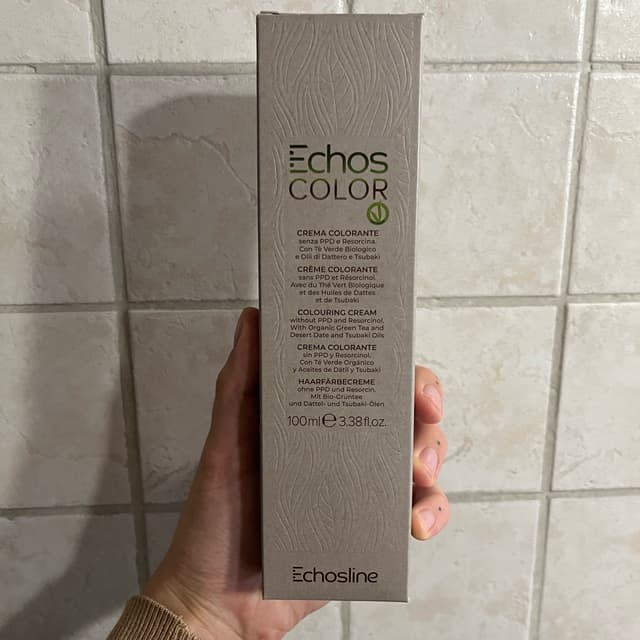 Echos
COLOR
CREMA COLORANTE
senza PPD e Resorcina.
Con Tè Verde Biologico
e Olii di Dattero e Tsubaki
CRÈME COLORANTE
sans PPD et Résorcinol.
Avec du Thé Vert Biologique
et des Huiles de Dattes
et de Tsubaki
COLOURING CREAM
without PPD and Resorcinol.
With Organic Green Tea and
Desert Date and Tsubaki Oils
CREMA COLORANTE
sin PPD y Resorcinol.
Con Té Verde Orgánico
y Aceites de Dátil y Tsubaki
HAARFÄRBECREME
ohne PPD und Resorcin.
Mit Bio-Grüntee
und Dattel- und Tsubaki-Ölen
100ml ℮ 3.38fl.oz.
Echosline